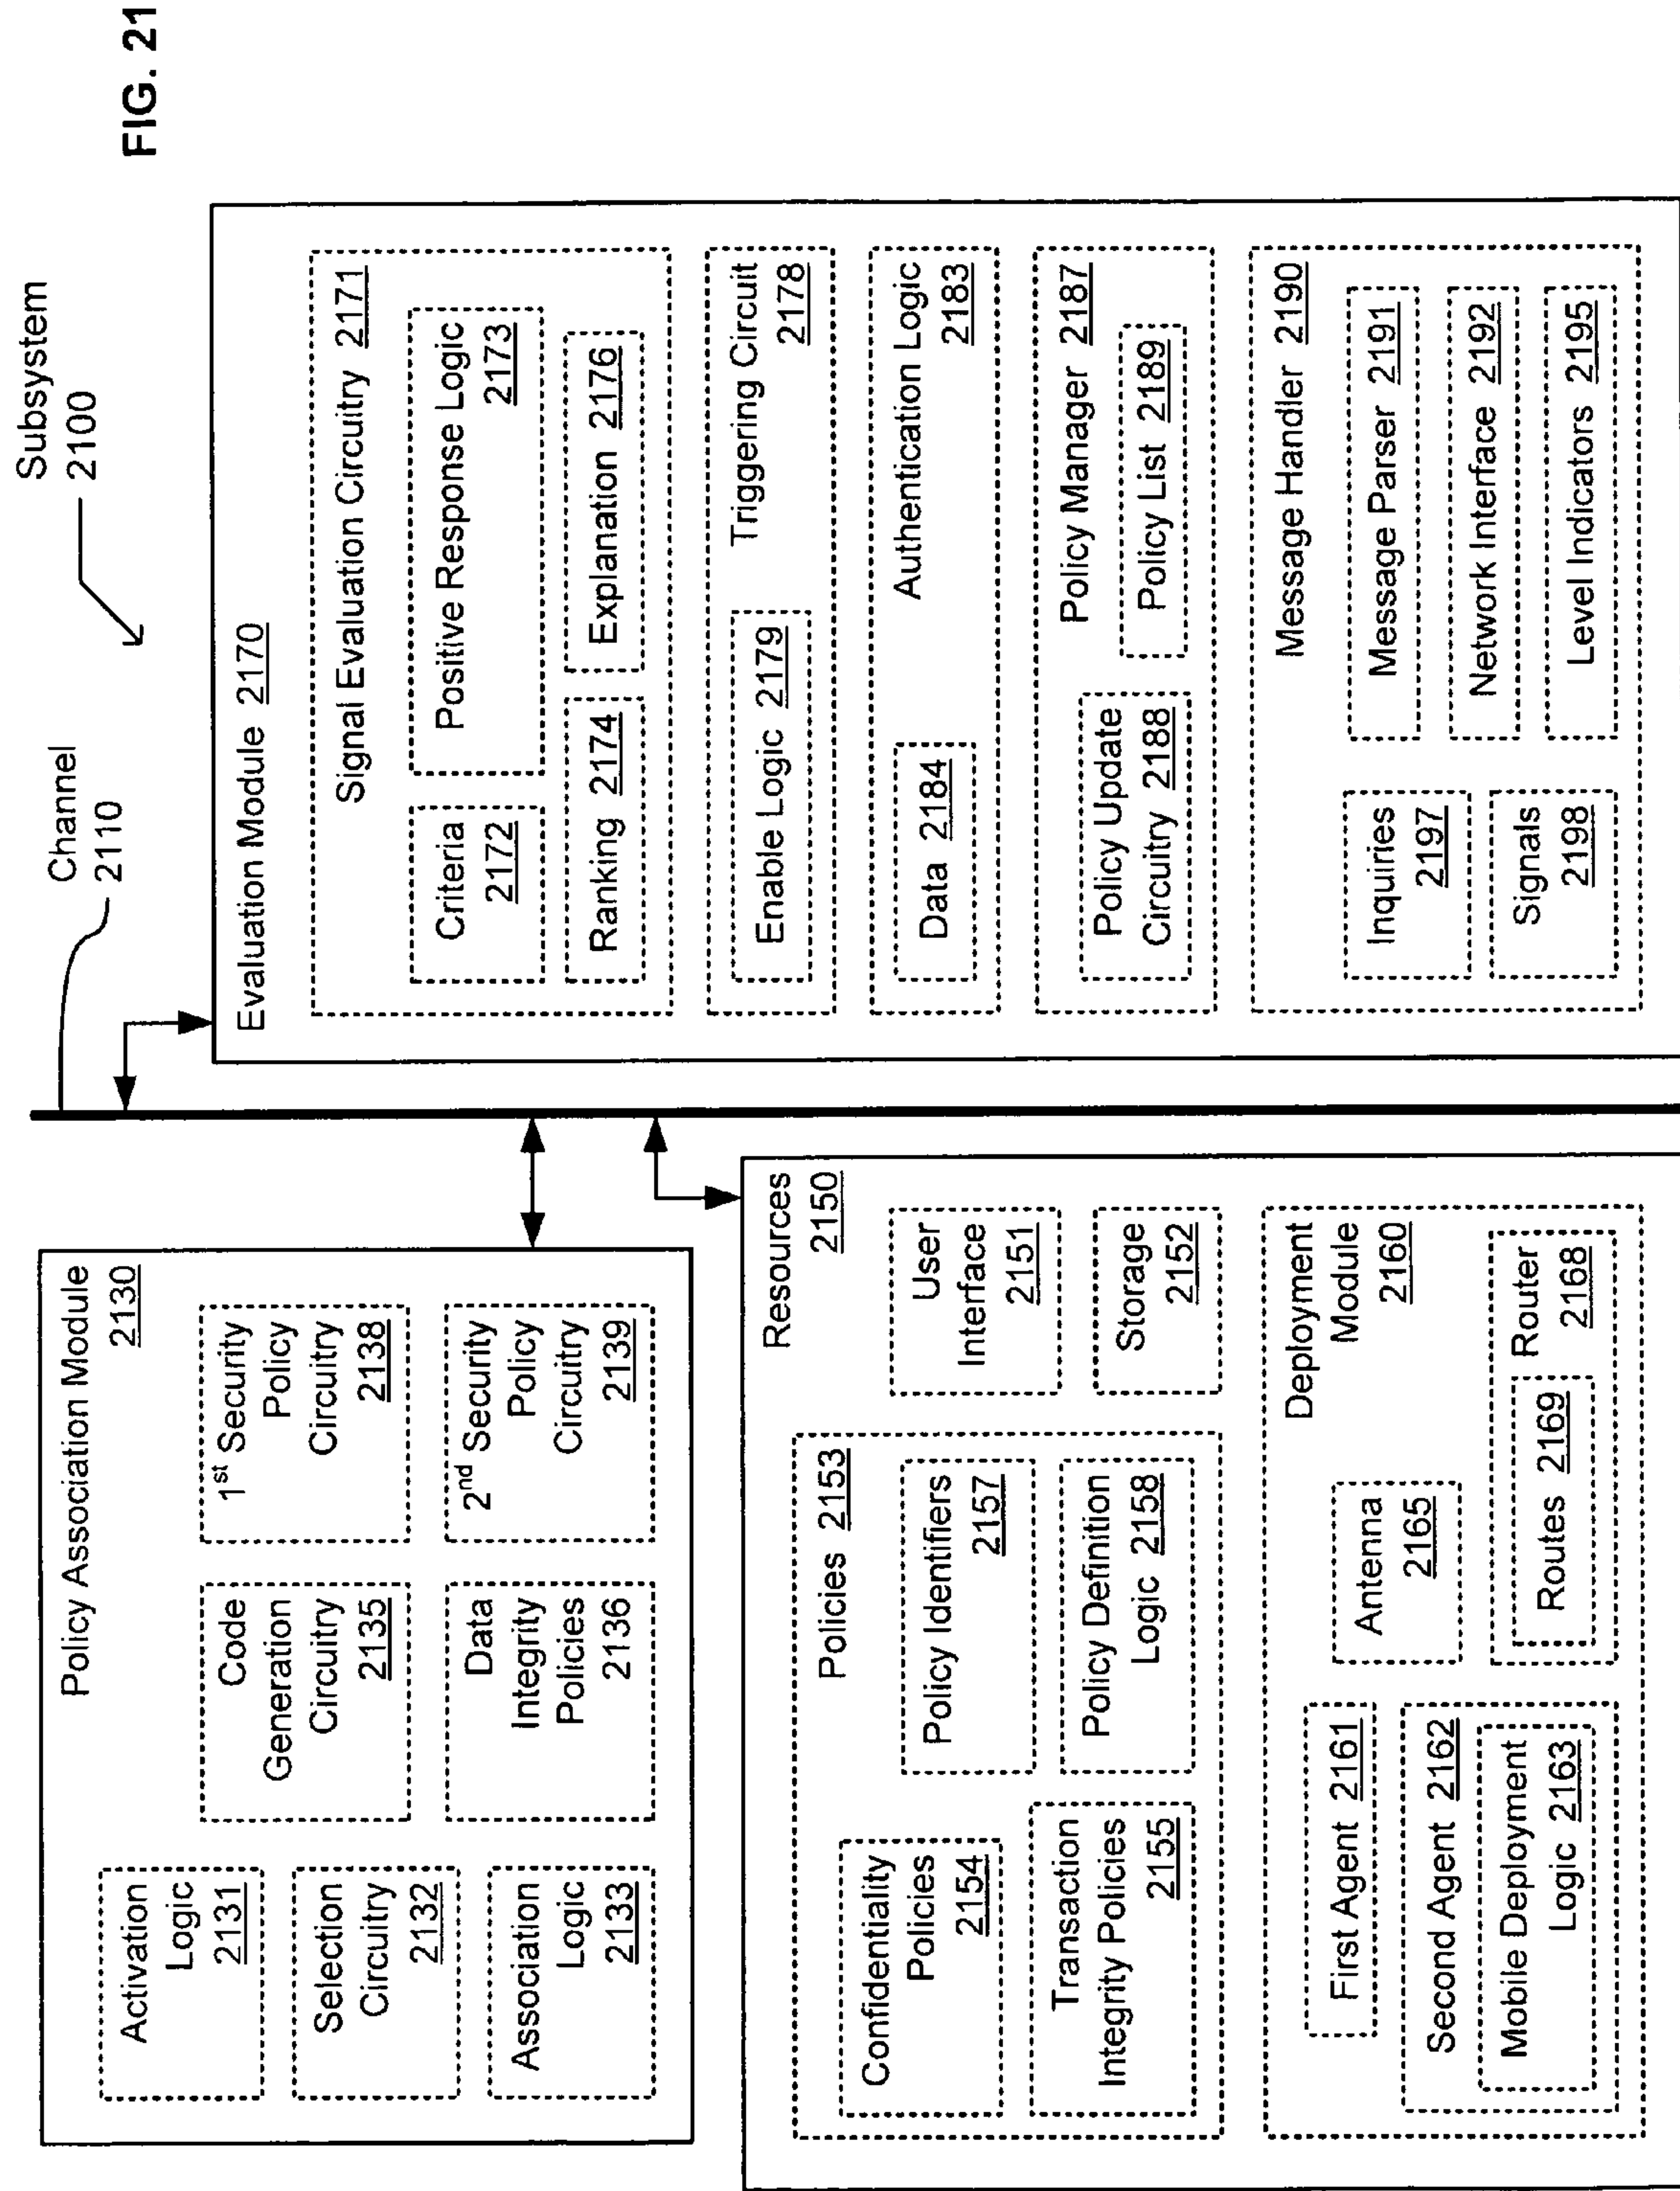 FIG. 21
Subsystem
2100
Channel
2110
Policy Association Module
2130
Activation
Logic
2131
Selection
Circuitry
2132
Association
Logic
2133
Code
Generation
Circuitry
2135
Data
Integrity
Policies
2136
1st Security
Policy
Circuitry
2138
2nd Security
Policy
Circuitry
2139
Resources
2150
User
Interface
2151
Storage
2152
Policies 2153
Confidentiality
Policies
2154
Transaction
Integrity Policies
2155
Policy Identifiers
2157
Policy Definition
Logic 2158
Deployment
Module
2160
First Agent 2161
Second Agent 2162
Mobile Deployment
Logic 2163
Antenna
2165
Router
2168
Routes 2169
Evaluation Module 2170
Signal Evaluation Circuitry 2171
Criteria
2172
Positive Response Logic
2173
Ranking 2174
Explanation 2176
Triggering Circuit
2178
Enable Logic 2179
Authentication Logic
2183
Data 2184
Policy Manager 2187
Policy Update
Circuitry 2188
Policy List 2189
Message Handler 2190
Message Parser 2191
Network Interface 2192
Level Indicators 2195
Inquiries
2197
Signals
2198